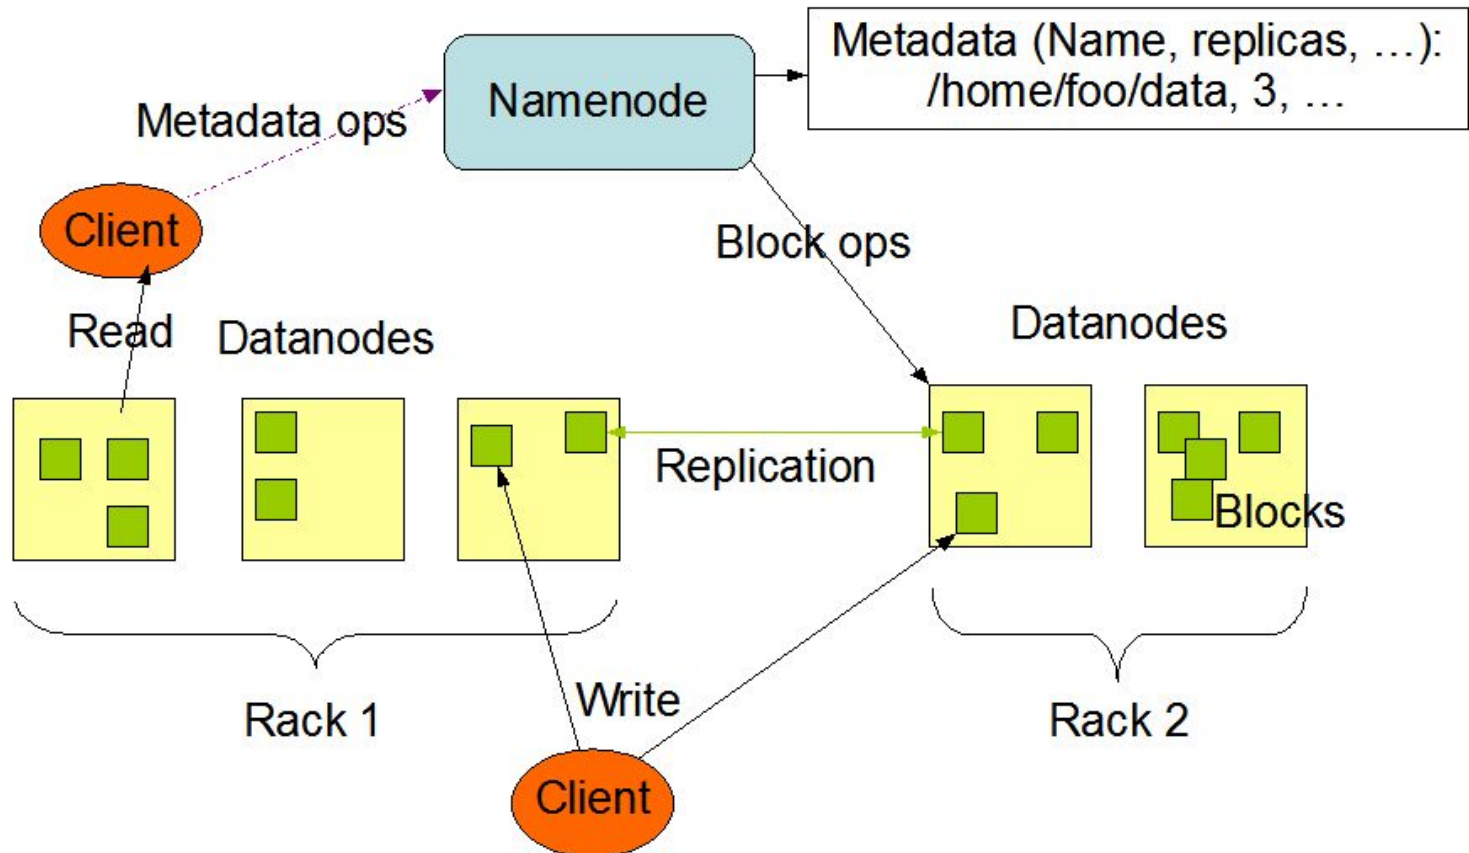 Metadata (Name, replicas, …):
/home/foo/data, 3, …
Namenode
Metadata ops
Client
Block ops
Read
Datanodes
Datanodes
Replication
Blocks
Rack 1
Write
Rack 2
Client